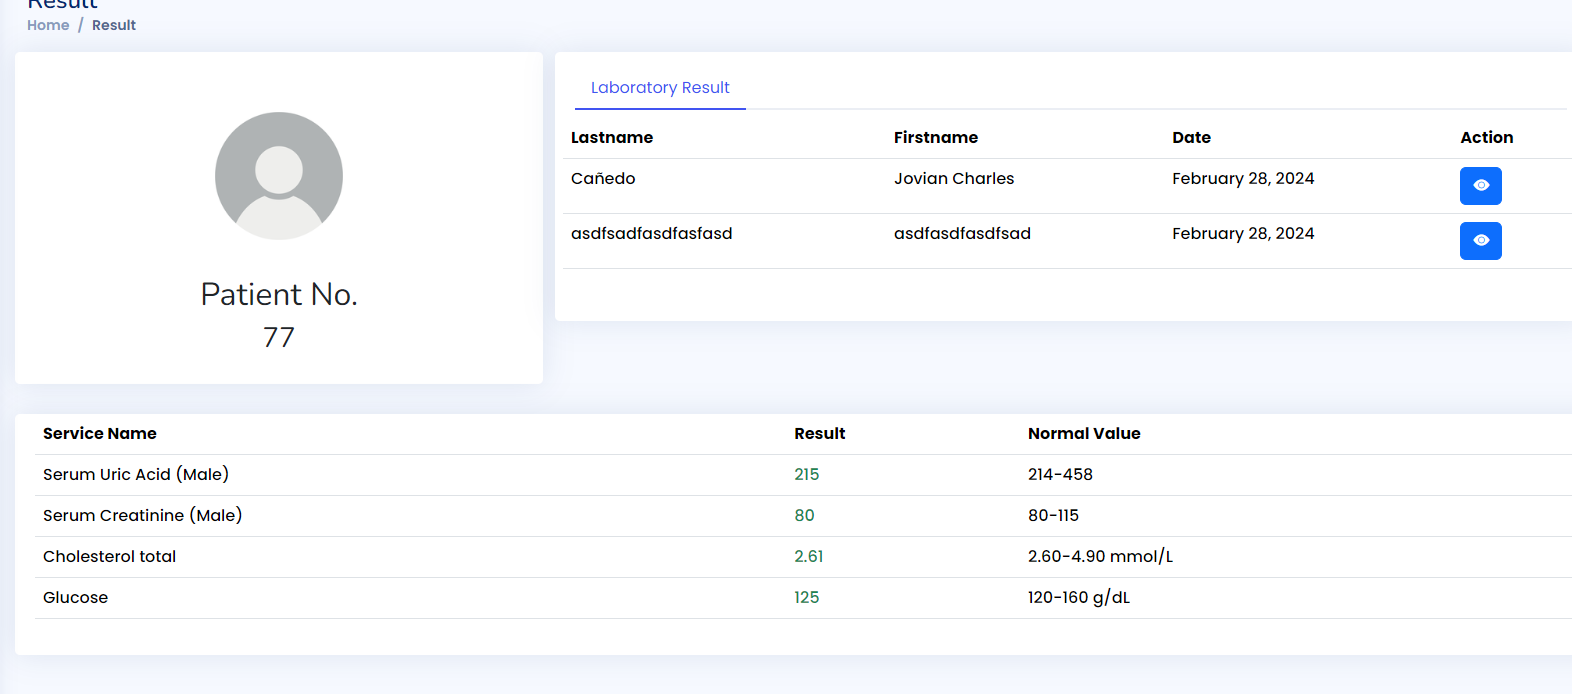 Result
Home / Result
Patient No.
77
Laboratory Result
Lastname Firstname Date Action
Cañedo Jovian Charles February 28, 2024
asdfsadfasdfasfasd asdfasdfasdfsad February 28, 2024
Service Name Result Normal Value
Serum Uric Acid (Male) 215 214-458
Serum Creatinine (Male) 80 80-115
Cholesterol total 2.61 2.60-4.90 mmol/L
Glucose 125 120-160 g/dL